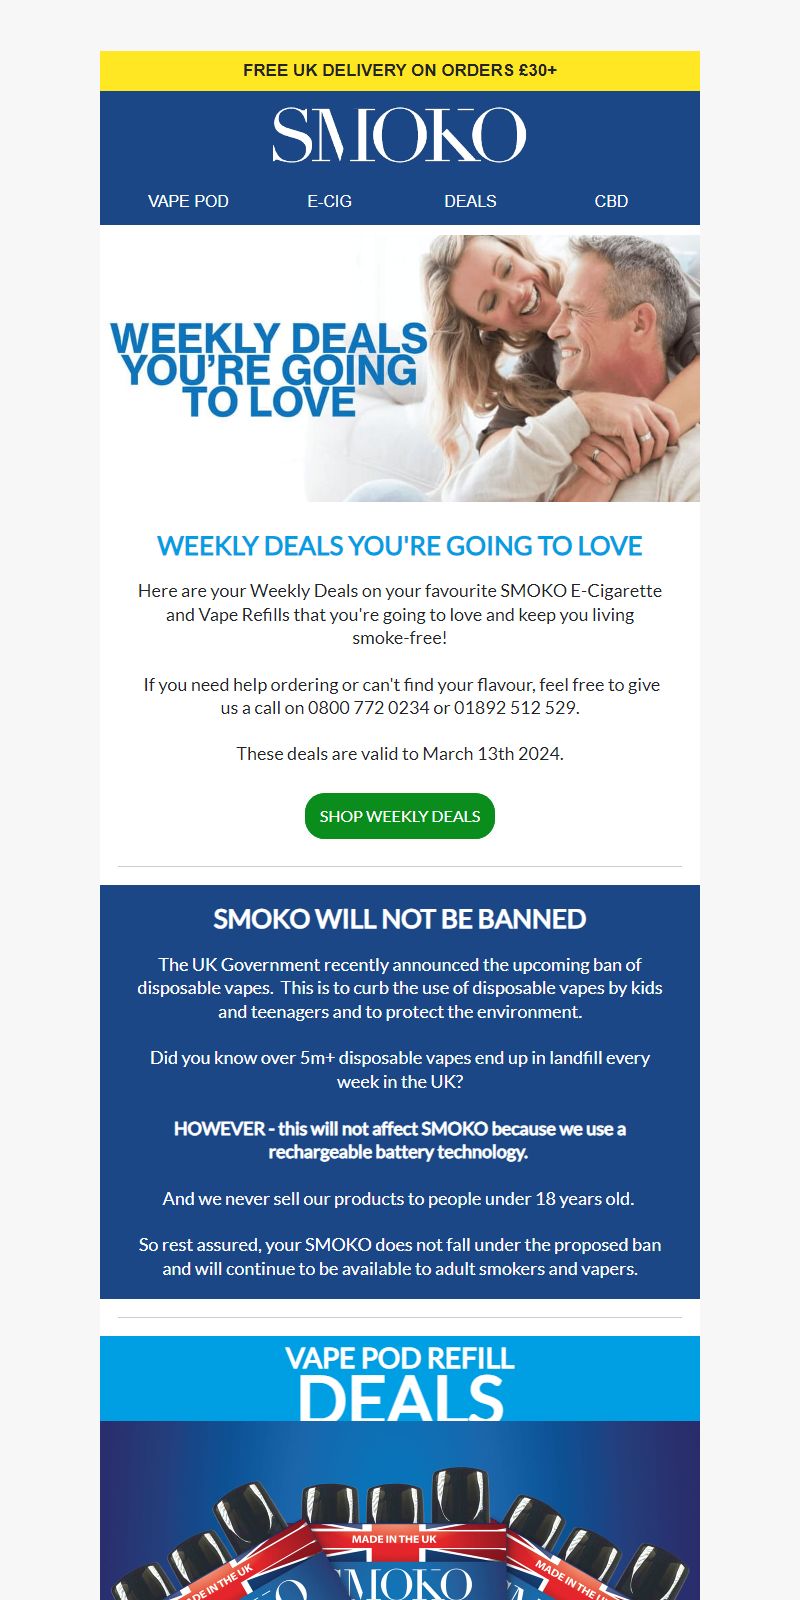 FREE UK DELIVERY ON ORDERS £30+
SMOKO
VAPE POD E-CIG DEALS CBD
WEEKLY DEALS
YOU'RE GOING
TO LOVE
WEEKLY DEALS YOU'RE GOING TO LOVE
Here are your Weekly Deals on your favourite SMOKO E-Cigarette
and Vape Refills that you're going to love and keep you living
smoke-free!
If you need help ordering or can't find your flavour, feel free to give
us a call on 0800 772 0234 or 01892 512 529.
These deals are valid to March 13th 2024.
SHOP WEEKLY DEALS
SMOKO WILL NOT BE BANNED
The UK Government recently announced the upcoming ban of
disposable vapes.  This is to curb the use of disposable vapes by kids
and teenagers and to protect the environment.
Did you know over 5m+ disposable vapes end up in landfill every
week in the UK?
HOWEVER - this will not affect SMOKO because we use a
rechargeable battery technology.
And we never sell our products to people under 18 years old.
So rest assured, your SMOKO does not fall under the proposed ban
and will continue to be available to adult smokers and vapers.
VAPE POD REFILL
DEALS
MADE IN THE UK
MADE IN THE UK
MADE IN THE UK
SMOKO